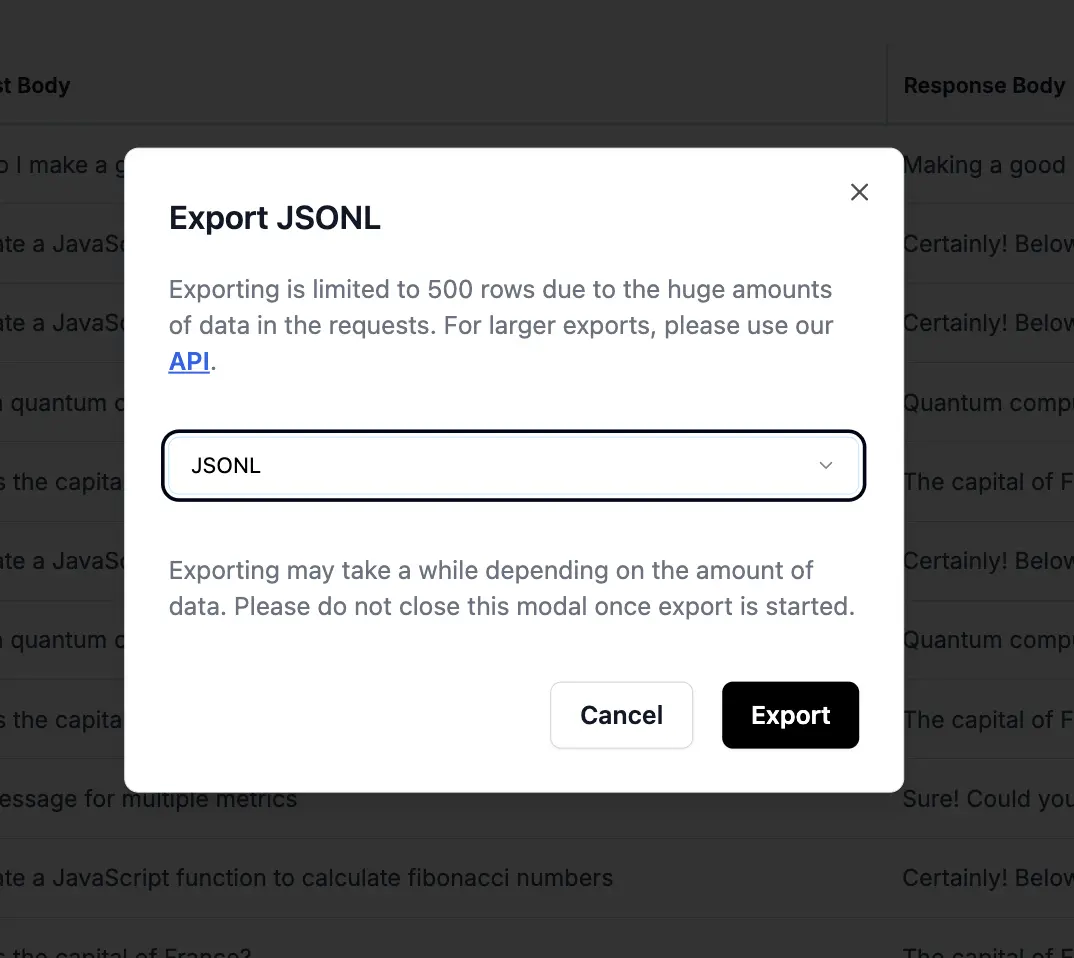 st Body
Response Body
o I make a g
Making a good
Export JSONL
ate a JavaSc
Certainly! Below
Exporting is limited to 500 rows due to the huge amounts
of data in the requests. For larger exports, please use our
API.
ate a JavaSc
Certainly! Below
quantum c
Quantum compu
JSONL
s the capita
The capital of F
ate a JavaSc
Certainly! Below
Exporting may take a while depending on the amount of
data. Please do not close this modal once export is started.
quantum c
Quantum compu
s the capita
The capital of F
Cancel
Export
essage for multiple metrics
Sure! Could you
ate a JavaScript function to calculate fibonacci numbers
Certainly! Below
s the capital of France?
The capital of F